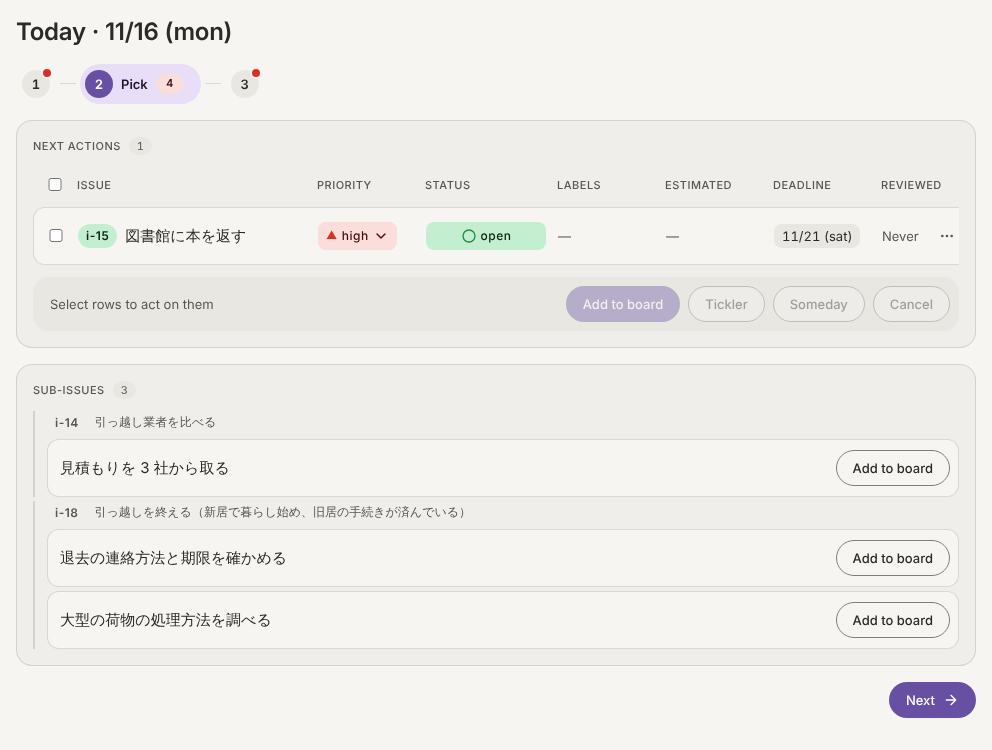 Today · 11/16 (mon)
1
2 Pick 4
3
NEXT ACTIONS 1
ISSUE PRIORITY STATUS LABELS ESTIMATED DEADLINE REVIEWED
i-15 図書館に本を返す high open — — 11/21 (sat) Never ···
Select rows to act on them Add to board Tickler Someday Cancel
SUB-ISSUES 3
i-14 引っ越し業者を比べる
見積もりを 3 社から取る Add to board
i-18 引っ越しを終える（新居で暮らし始め、旧居の手続きが済んでいる）
退去の連絡方法と期限を確かめる Add to board
大型の荷物の処理方法を調べる Add to board
Next →